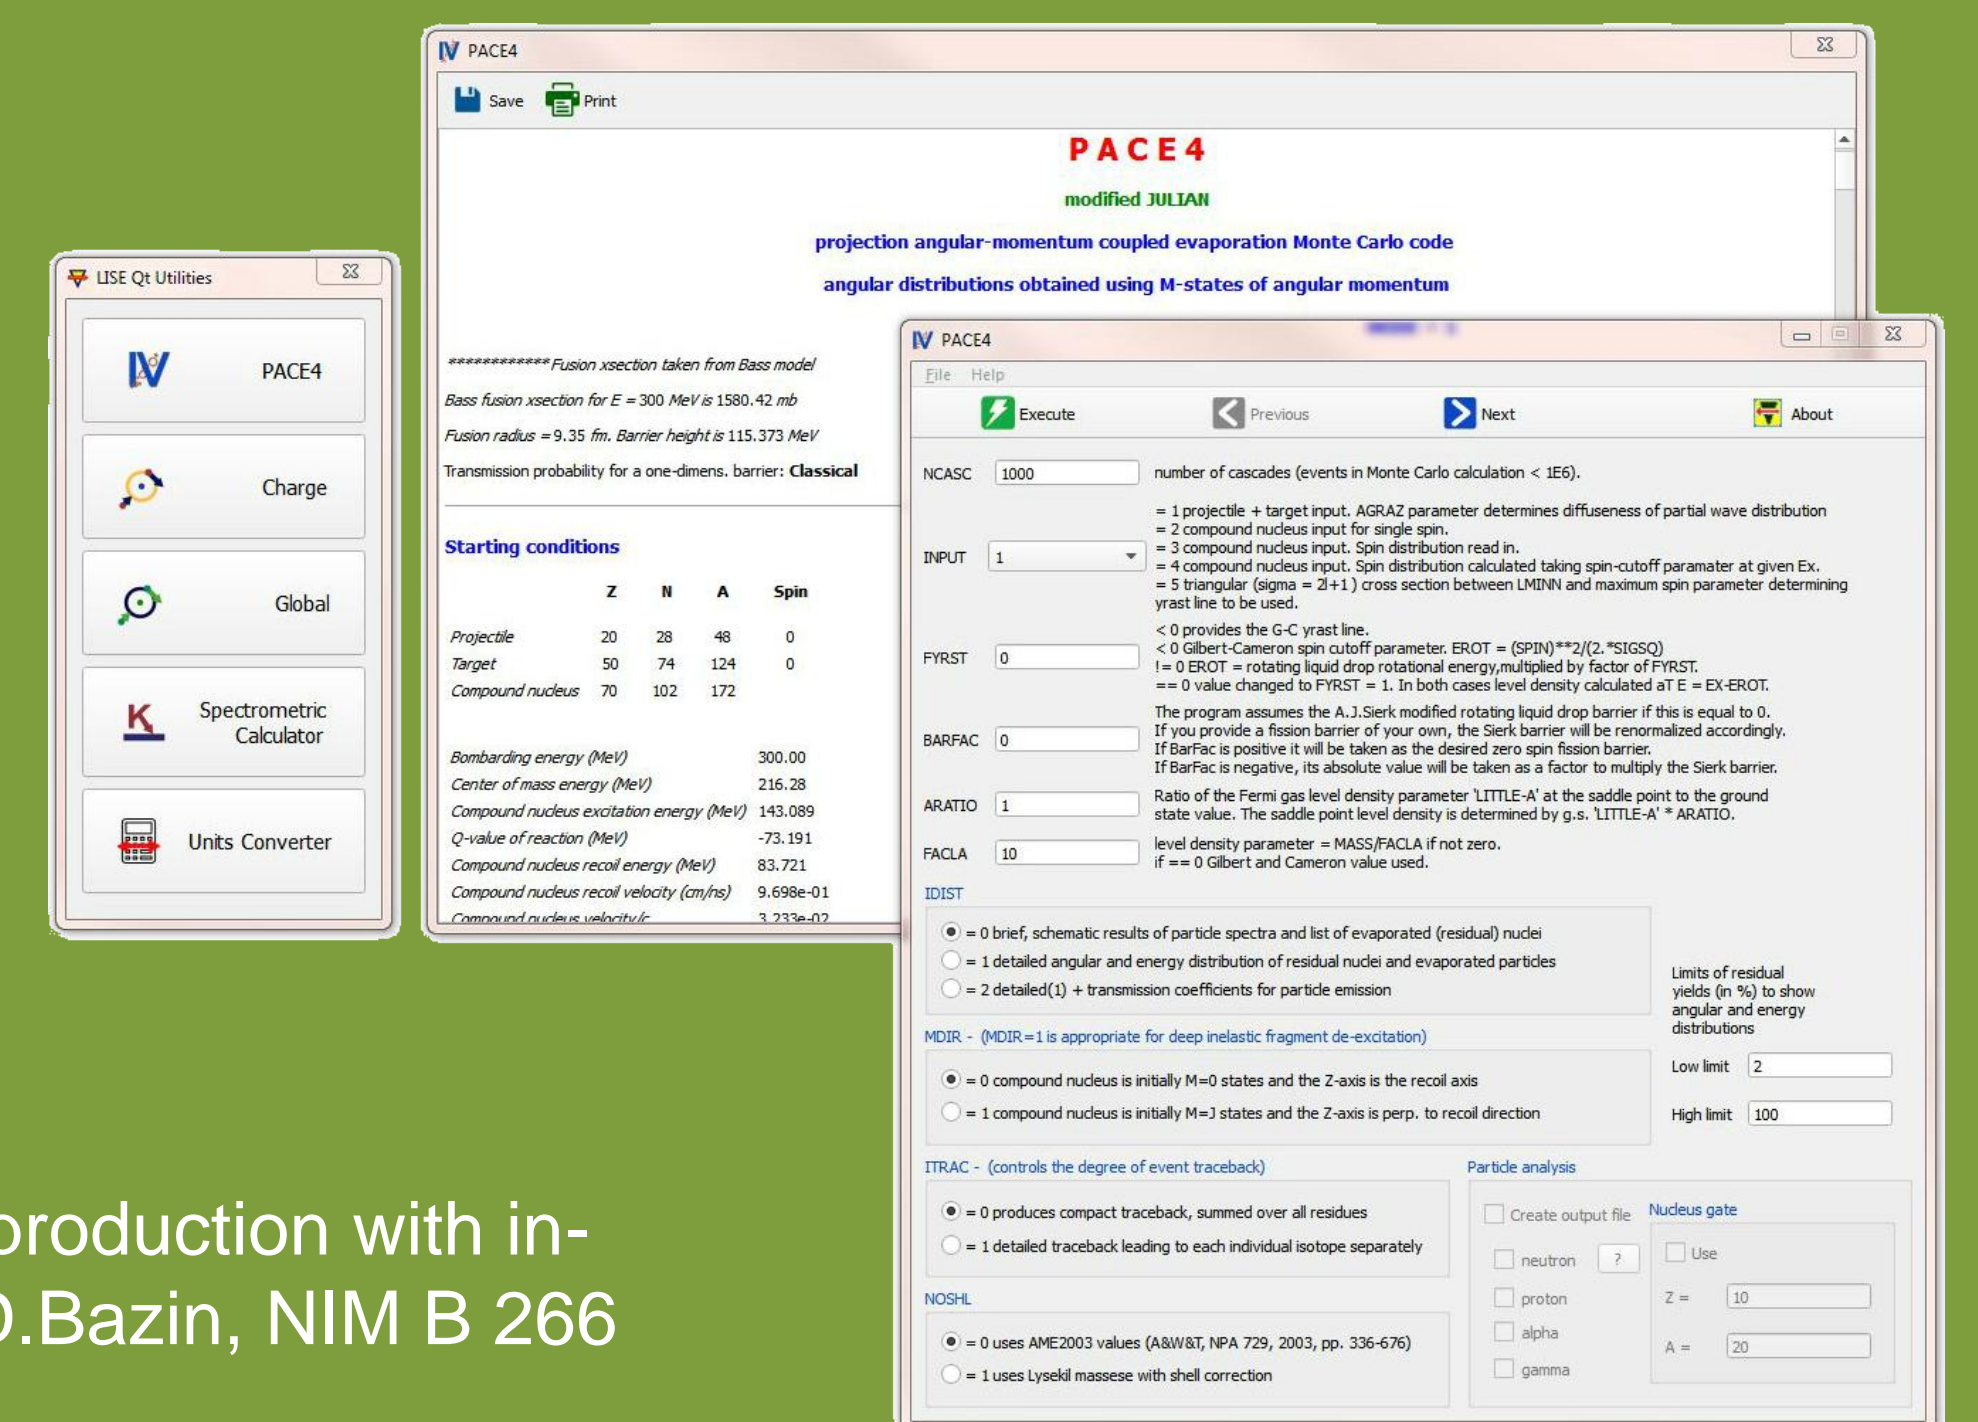 PACE4
Save Print
PACE4
modified JULIAN
projection angular-momentum coupled evaporation Monte Carlo code
angular distributions obtained using M-states of angular momentum
************ Fusion xsection taken from Bass model
Bass fusion xsection for E = 300 MeV is 1580.42 mb
Fusion radius = 9.35 fm. Barrier height is 115.373 MeV
Transmission probability for a one-dimens. barrier: Classical
Starting conditions
Z N A Spin
Projectile 20 28 48 0
Target 50 74 124 0
Compound nucleus 70 102 172
Bombarding energy (MeV) 300.00
Center of mass energy (MeV) 216.28
Compound nucleus excitation energy (MeV) 143.089
Q-value of reaction (MeV) -73.191
Compound nucleus recoil energy (MeV) 83.721
Compound nucleus recoil velocity (cm/ns) 9.698e-01
Compound nucleus velocity/c 3.233e-02
LISE Qt Utilities
PACE4
Charge
Global
Spectrometric
Calculator
Units Converter
PACE4
File Help
Execute Previous Next About
NCASC 1000 number of cascades (events in Monte Carlo calculation < 1E6).
INPUT 1
= 1 projectile + target input. AGRAZ parameter determines diffuseness of partial wave distribution
= 2 compound nucleus input for single spin.
= 3 compound nucleus input. Spin distribution read in.
= 4 compound nucleus input. Spin distribution calculated taking spin-cutoff paramater at given Ex.
= 5 triangular (sigma = 2l+1 ) cross section between LMINN and maximum spin parameter determining
yrast line to be used.
FYRST 0
< 0 provides the G-C yrast line.
< 0 Gilbert-Cameron spin cutoff parameter. EROT = (SPIN)**2/(2.*SIGSQ)
!= 0 EROT = rotating liquid drop rotational energy,multiplied by factor of FYRST.
== 0 value changed to FYRST = 1. In both cases level density calculated aT E = EX-EROT.
BARFAC 0
The program assumes the A.J.Sierk modified rotating liquid drop barrier if this is equal to 0.
If you provide a fission barrier of your own, the Sierk barrier will be renormalized accordingly.
If BarFac is positive it will be taken as the desired zero spin fission barrier.
If BarFac is negative, its absolute value will be taken as a factor to multiply the Sierk barrier.
ARATIO 1
Ratio of the Fermi gas level density parameter 'LITTLE-A' at the saddle point to the ground
state value. The saddle point level density is determined by g.s. 'LITTLE-A' * ARATIO.
FACLA 10
level density parameter = MASS/FACLA if not zero.
if == 0 Gilbert and Cameron value used.
IDIST
= 0 brief, schematic results of particle spectra and list of evaporated (residual) nuclei
= 1 detailed angular and energy distribution of residual nuclei and evaporated particles
= 2 detailed(1) + transmission coefficients for particle emission
Limits of residual
yields (in %) to show
angular and energy
distributions
Low limit 2
High limit 100
MDIR - (MDIR=1 is appropriate for deep inelastic fragment de-excitation)
= 0 compound nucleus is initially M=0 states and the Z-axis is the recoil axis
= 1 compound nucleus is initially M=J states and the Z-axis is perp. to recoil direction
ITRAC - (controls the degree of event traceback)
= 0 produces compact traceback, summed over all residues
= 1 detailed traceback leading to each individual isotope separately
NOSHL
= 0 uses AME2003 values (A&W&T, NPA 729, 2003, pp. 336-676)
= 1 uses Lysekil massese with shell correction
Particle analysis
Create output file
neutron ?
proton
alpha
gamma
Nucleus gate
Use
Z = 10
A = 20
production with in-
.Bazin, NIM B 266